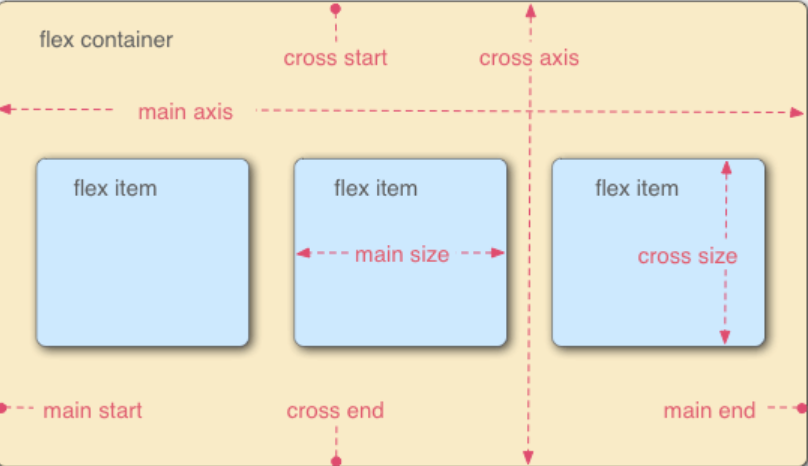 flex container
cross start
cross axis
main axis
flex item
flex item
flex item
main size
cross size
main start
cross end
main end